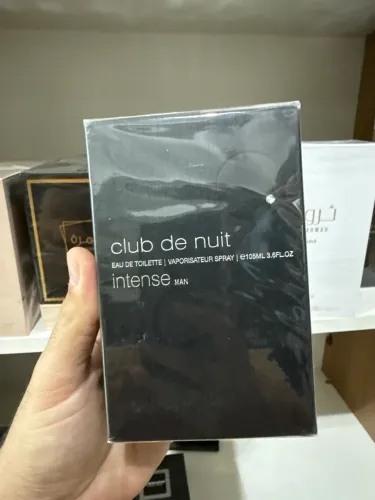 club de nuit
EAU DE TOILETTE | VAPORISATEUR SPRAY | ℮105ML 3.6FL.OZ
intense MAN